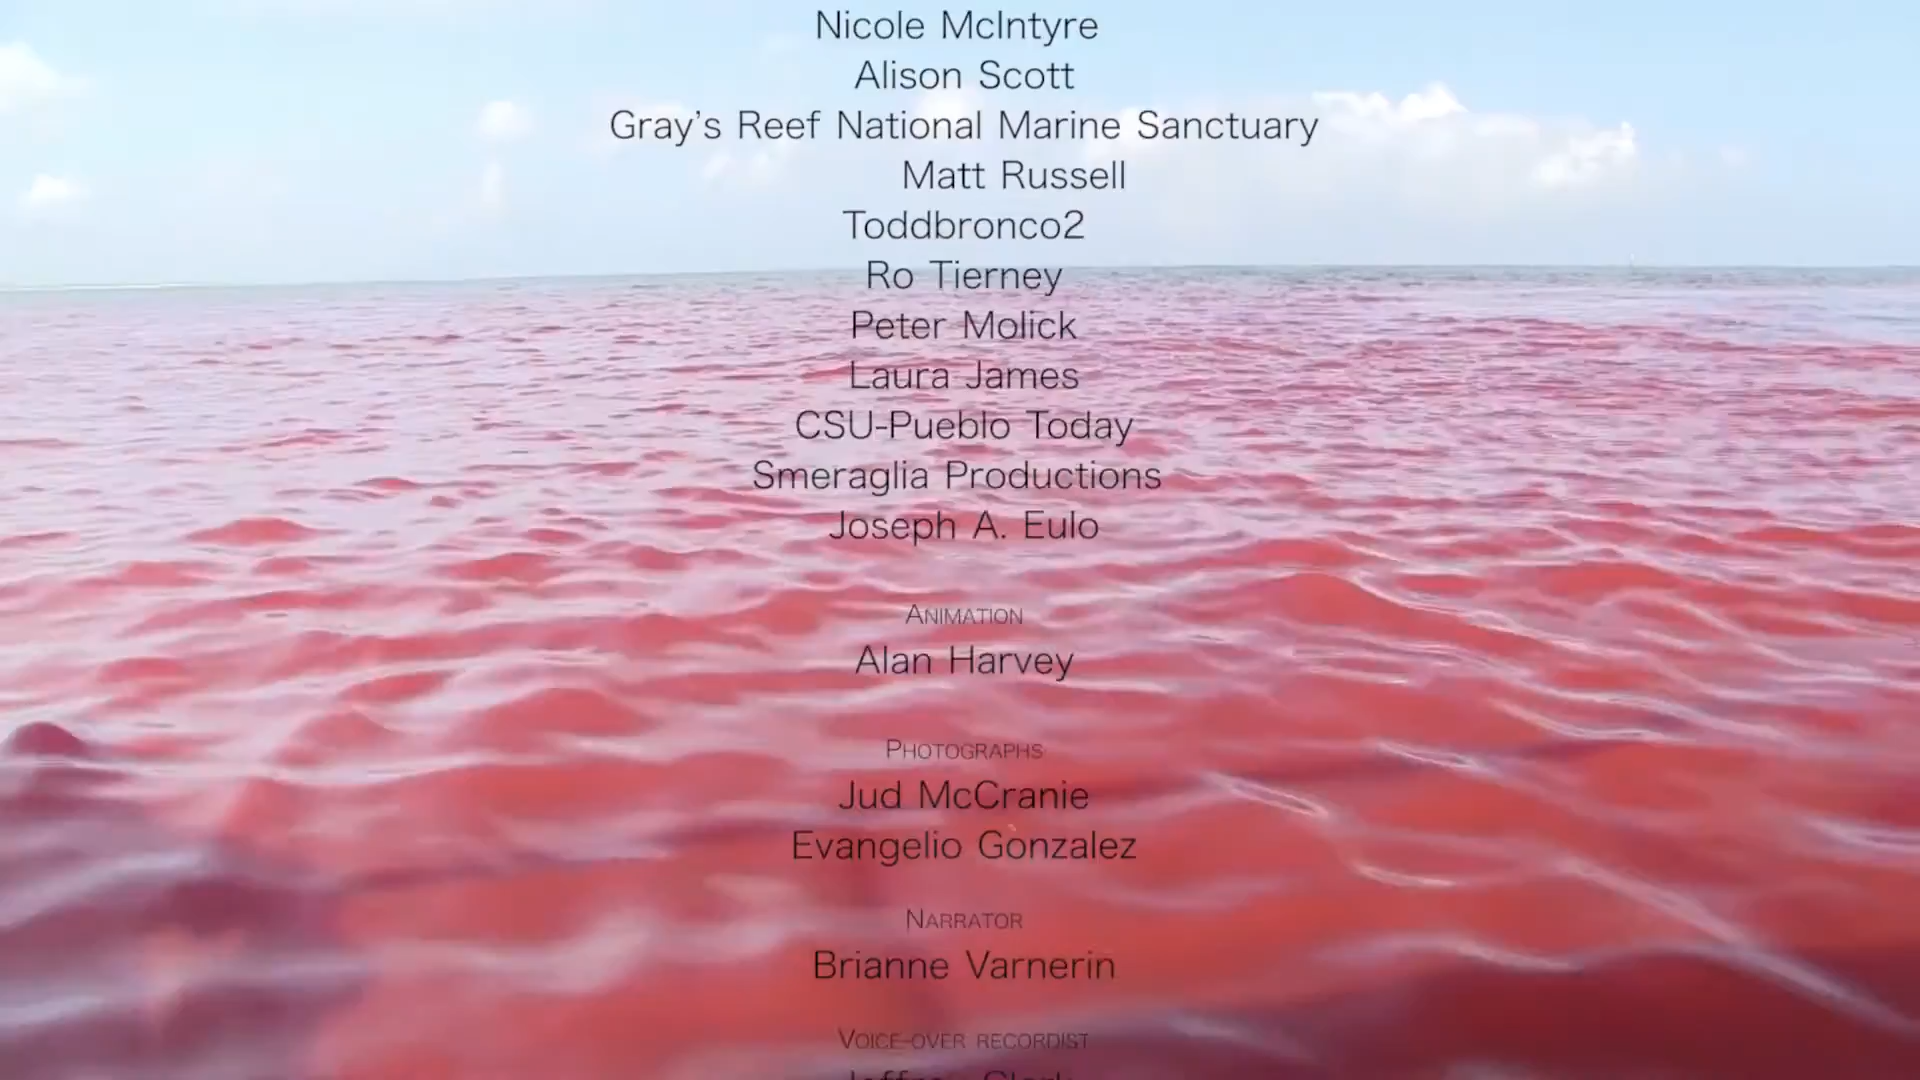 Nicole McIntyre
Alison Scott
Gray's Reef National Marine Sanctuary
Matt Russell
Toddbronco2
Ro Tierney
Peter Molick
Laura James
CSU-Pueblo Today
Smeraglia Productions
Joseph A. Eulo
Animation
Alan Harvey
Photographs
Jud McCranie
Evangelio Gonzalez
Narrator
Brianne Varnerin
Voice-over recordist